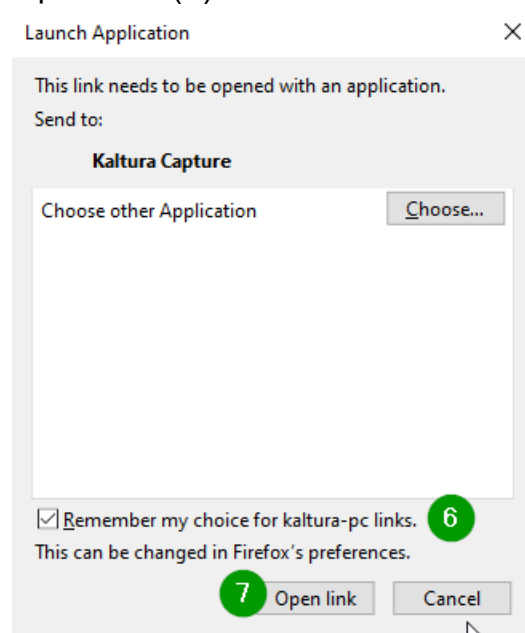 Launch Application
This link needs to be opened with an application.
Send to:
Kaltura Capture
Choose other Application
Choose...
Remember my choice for kaltura-pc links. 6
This can be changed in Firefox's preferences.
7 Open link Cancel